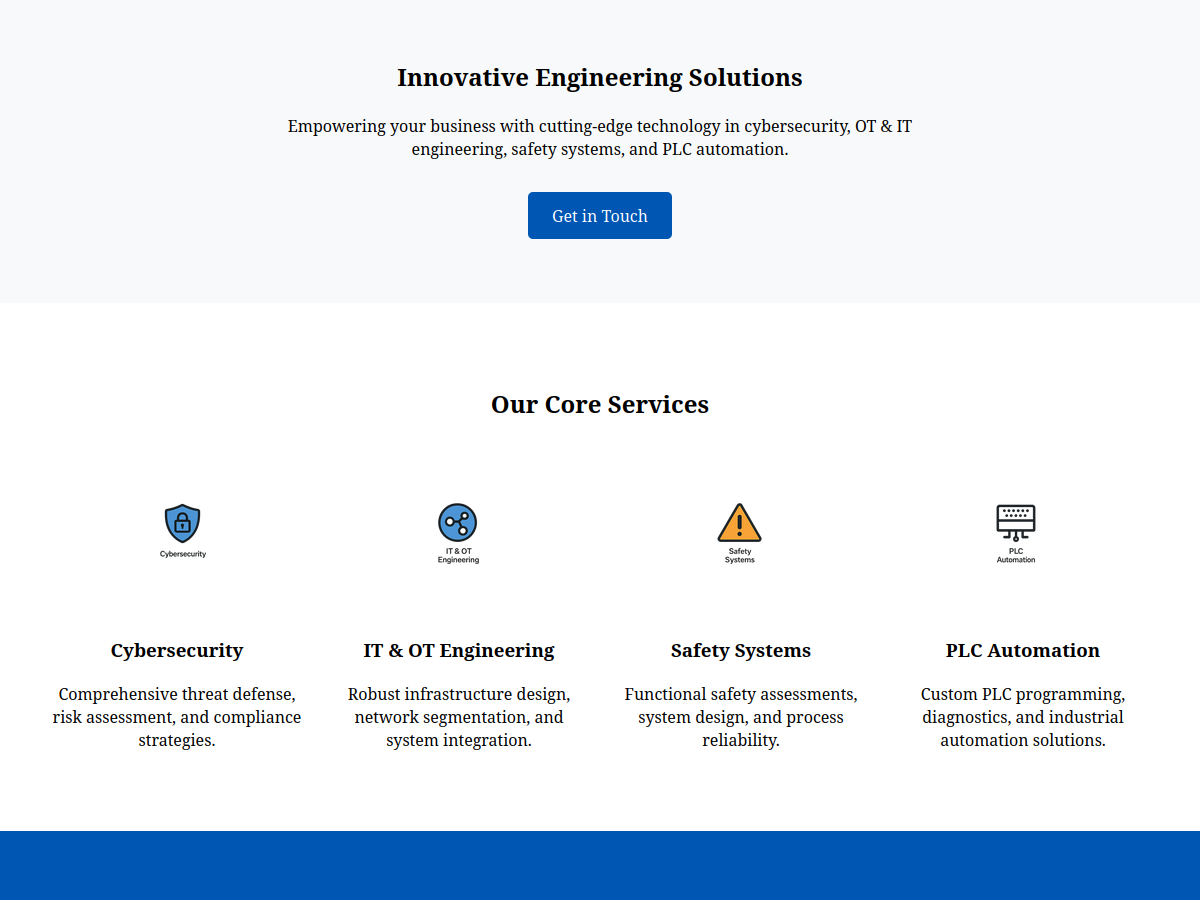 Innovative Engineering Solutions
Empowering your business with cutting-edge technology in cybersecurity, OT & IT
engineering, safety systems, and PLC automation.
Get in Touch
Our Core Services
Cybersecurity
IT & OT
Engineering
Safety
Systems
PLC
Automation
Cybersecurity
Comprehensive threat defense,
risk assessment, and compliance
strategies.
IT & OT Engineering
Robust infrastructure design,
network segmentation, and
system integration.
Safety Systems
Functional safety assessments,
system design, and process
reliability.
PLC Automation
Custom PLC programming,
diagnostics, and industrial
automation solutions.